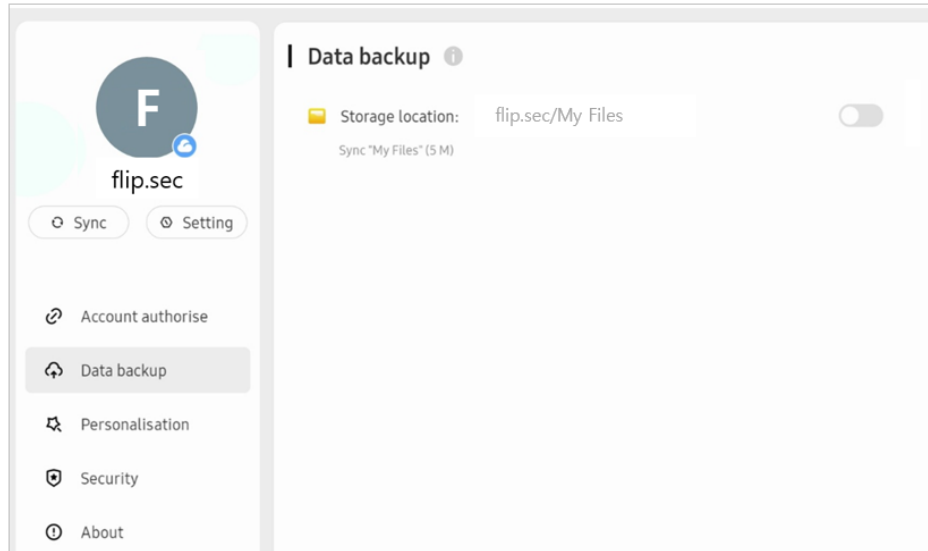 F
flip.sec
Sync
Setting
Account authorise
Data backup
Personalisation
Security
About
Data backup
Storage location: flip.sec/My Files
Sync "My Files" (5 M)